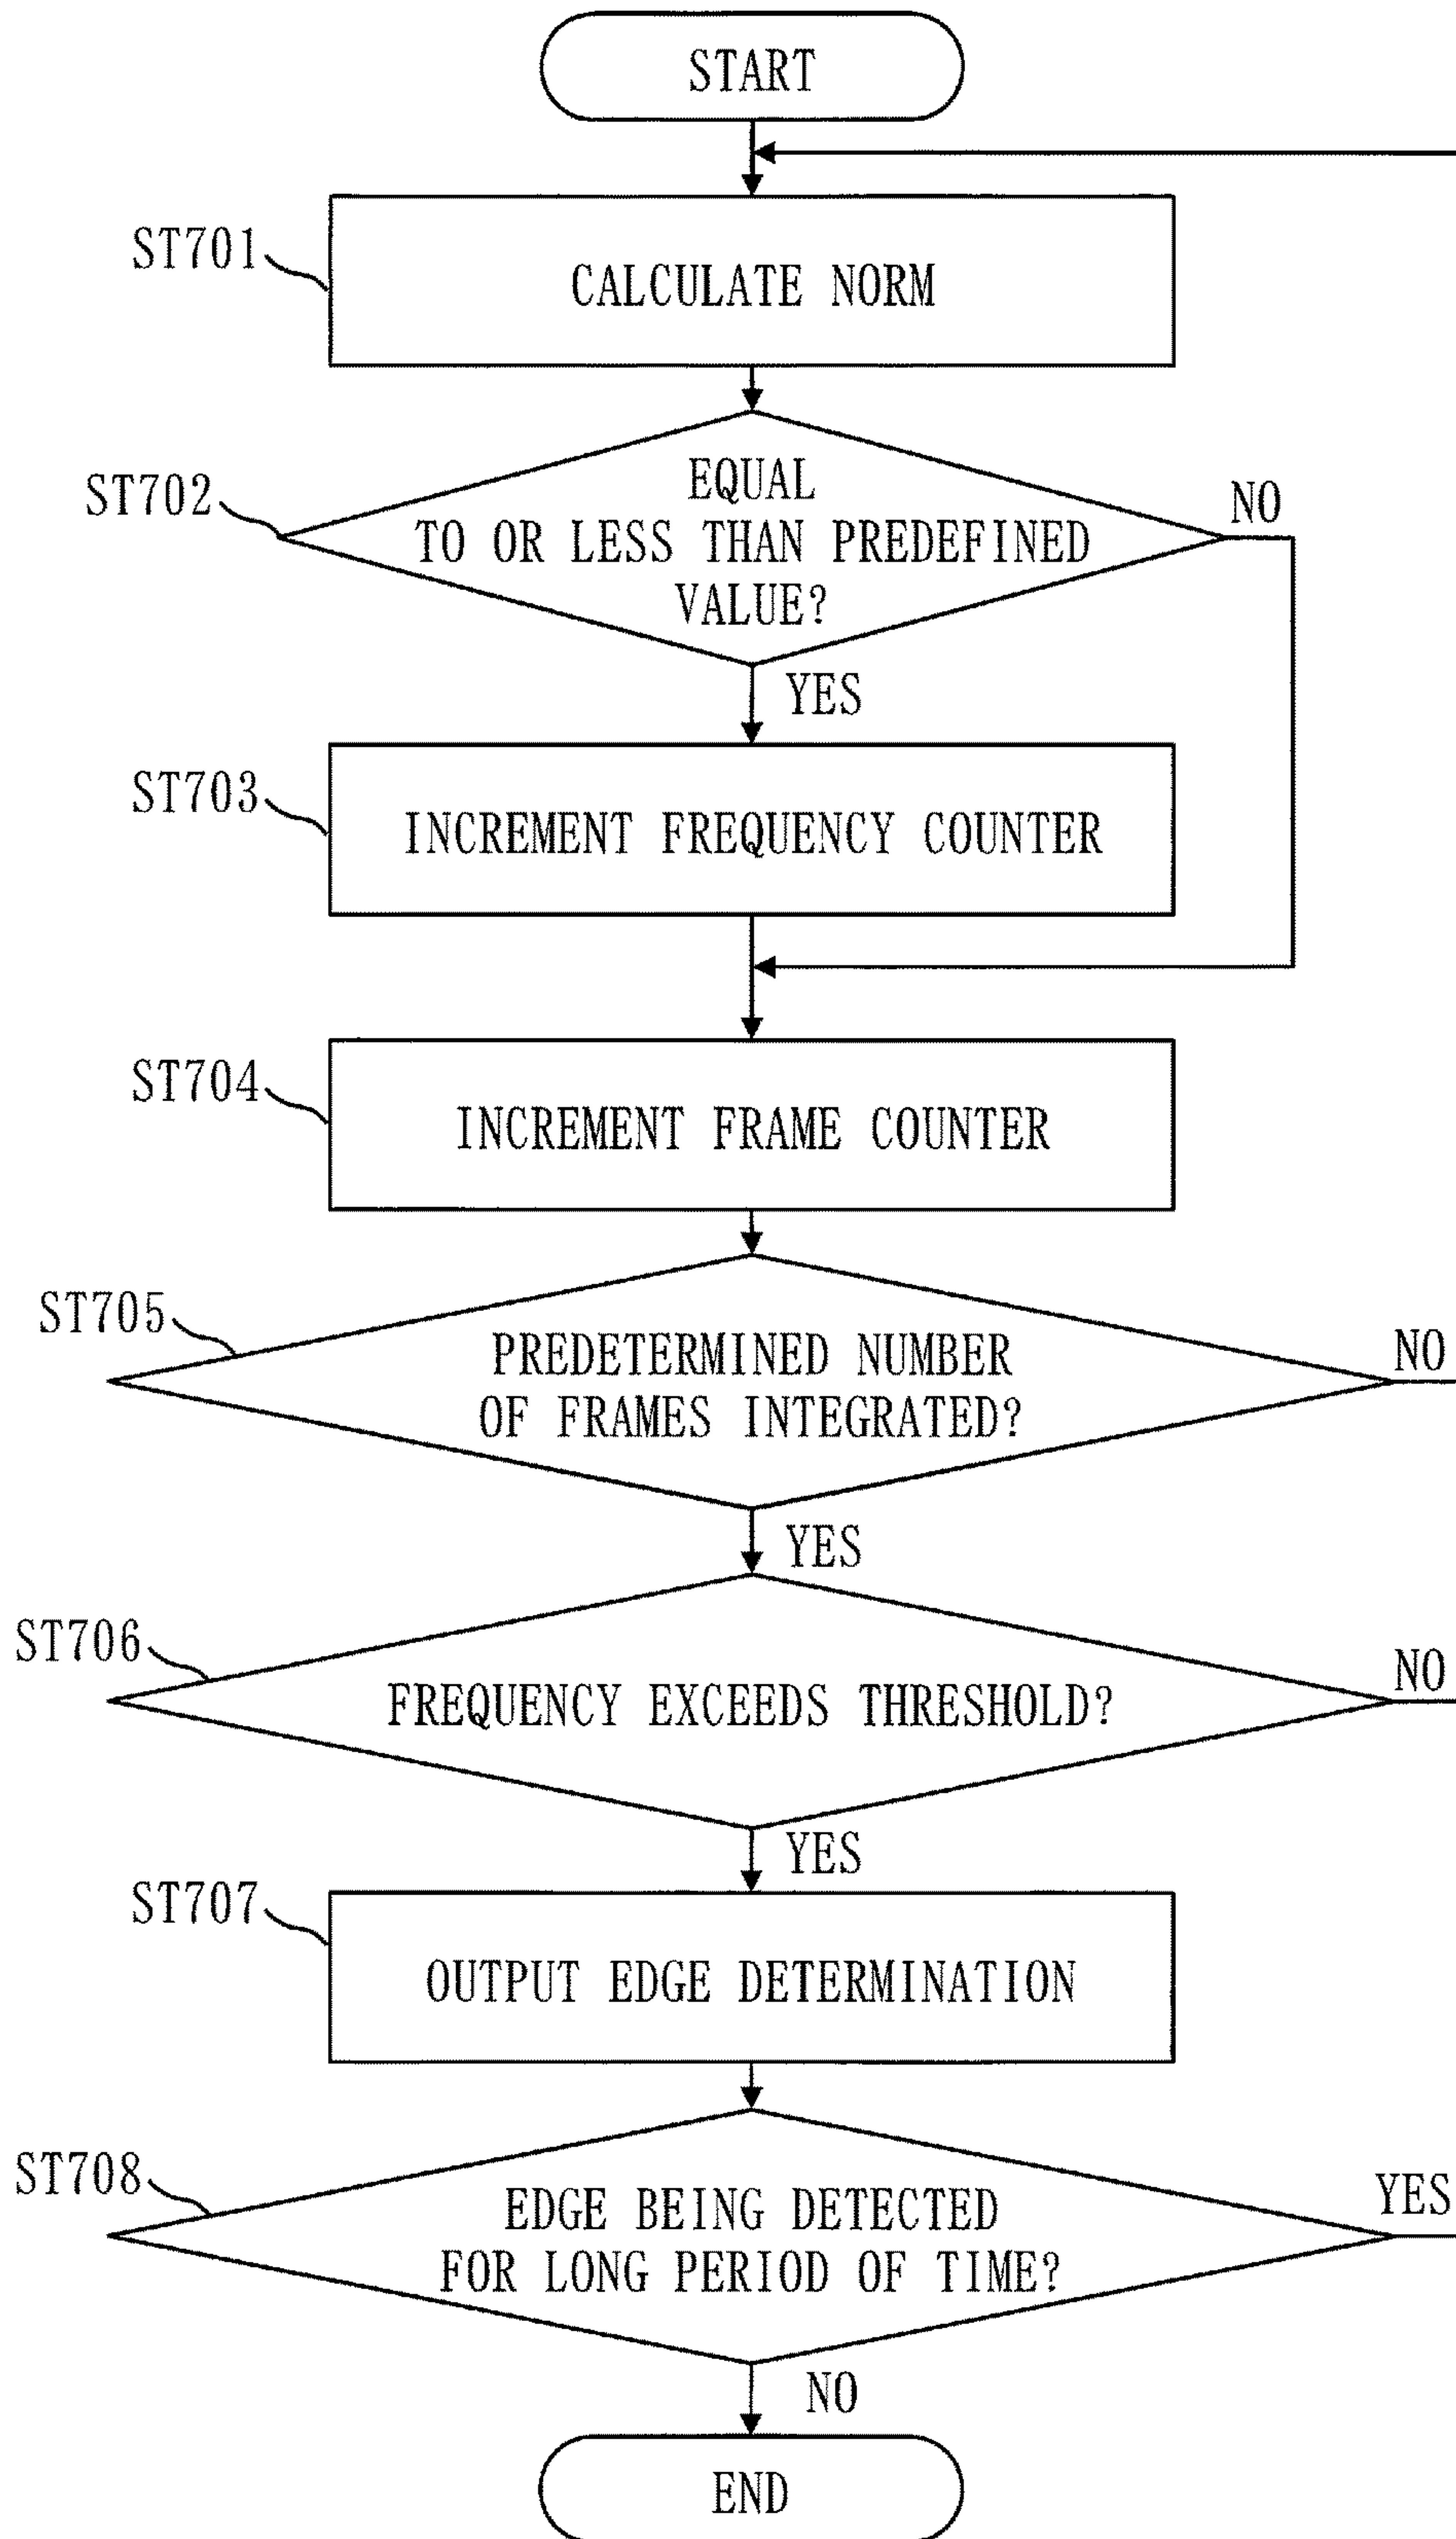 START
ST701
CALCULATE NORM
ST702
EQUAL
TO OR LESS THAN PREDEFINED
VALUE?
NO
YES
ST703
INCREMENT FREQUENCY COUNTER
ST704
INCREMENT FRAME COUNTER
ST705
PREDETERMINED NUMBER
OF FRAMES INTEGRATED?
NO
YES
ST706
FREQUENCY EXCEEDS THRESHOLD?
NO
YES
ST707
OUTPUT EDGE DETERMINATION
ST708
EDGE BEING DETECTED
FOR LONG PERIOD OF TIME?
YES
NO
END